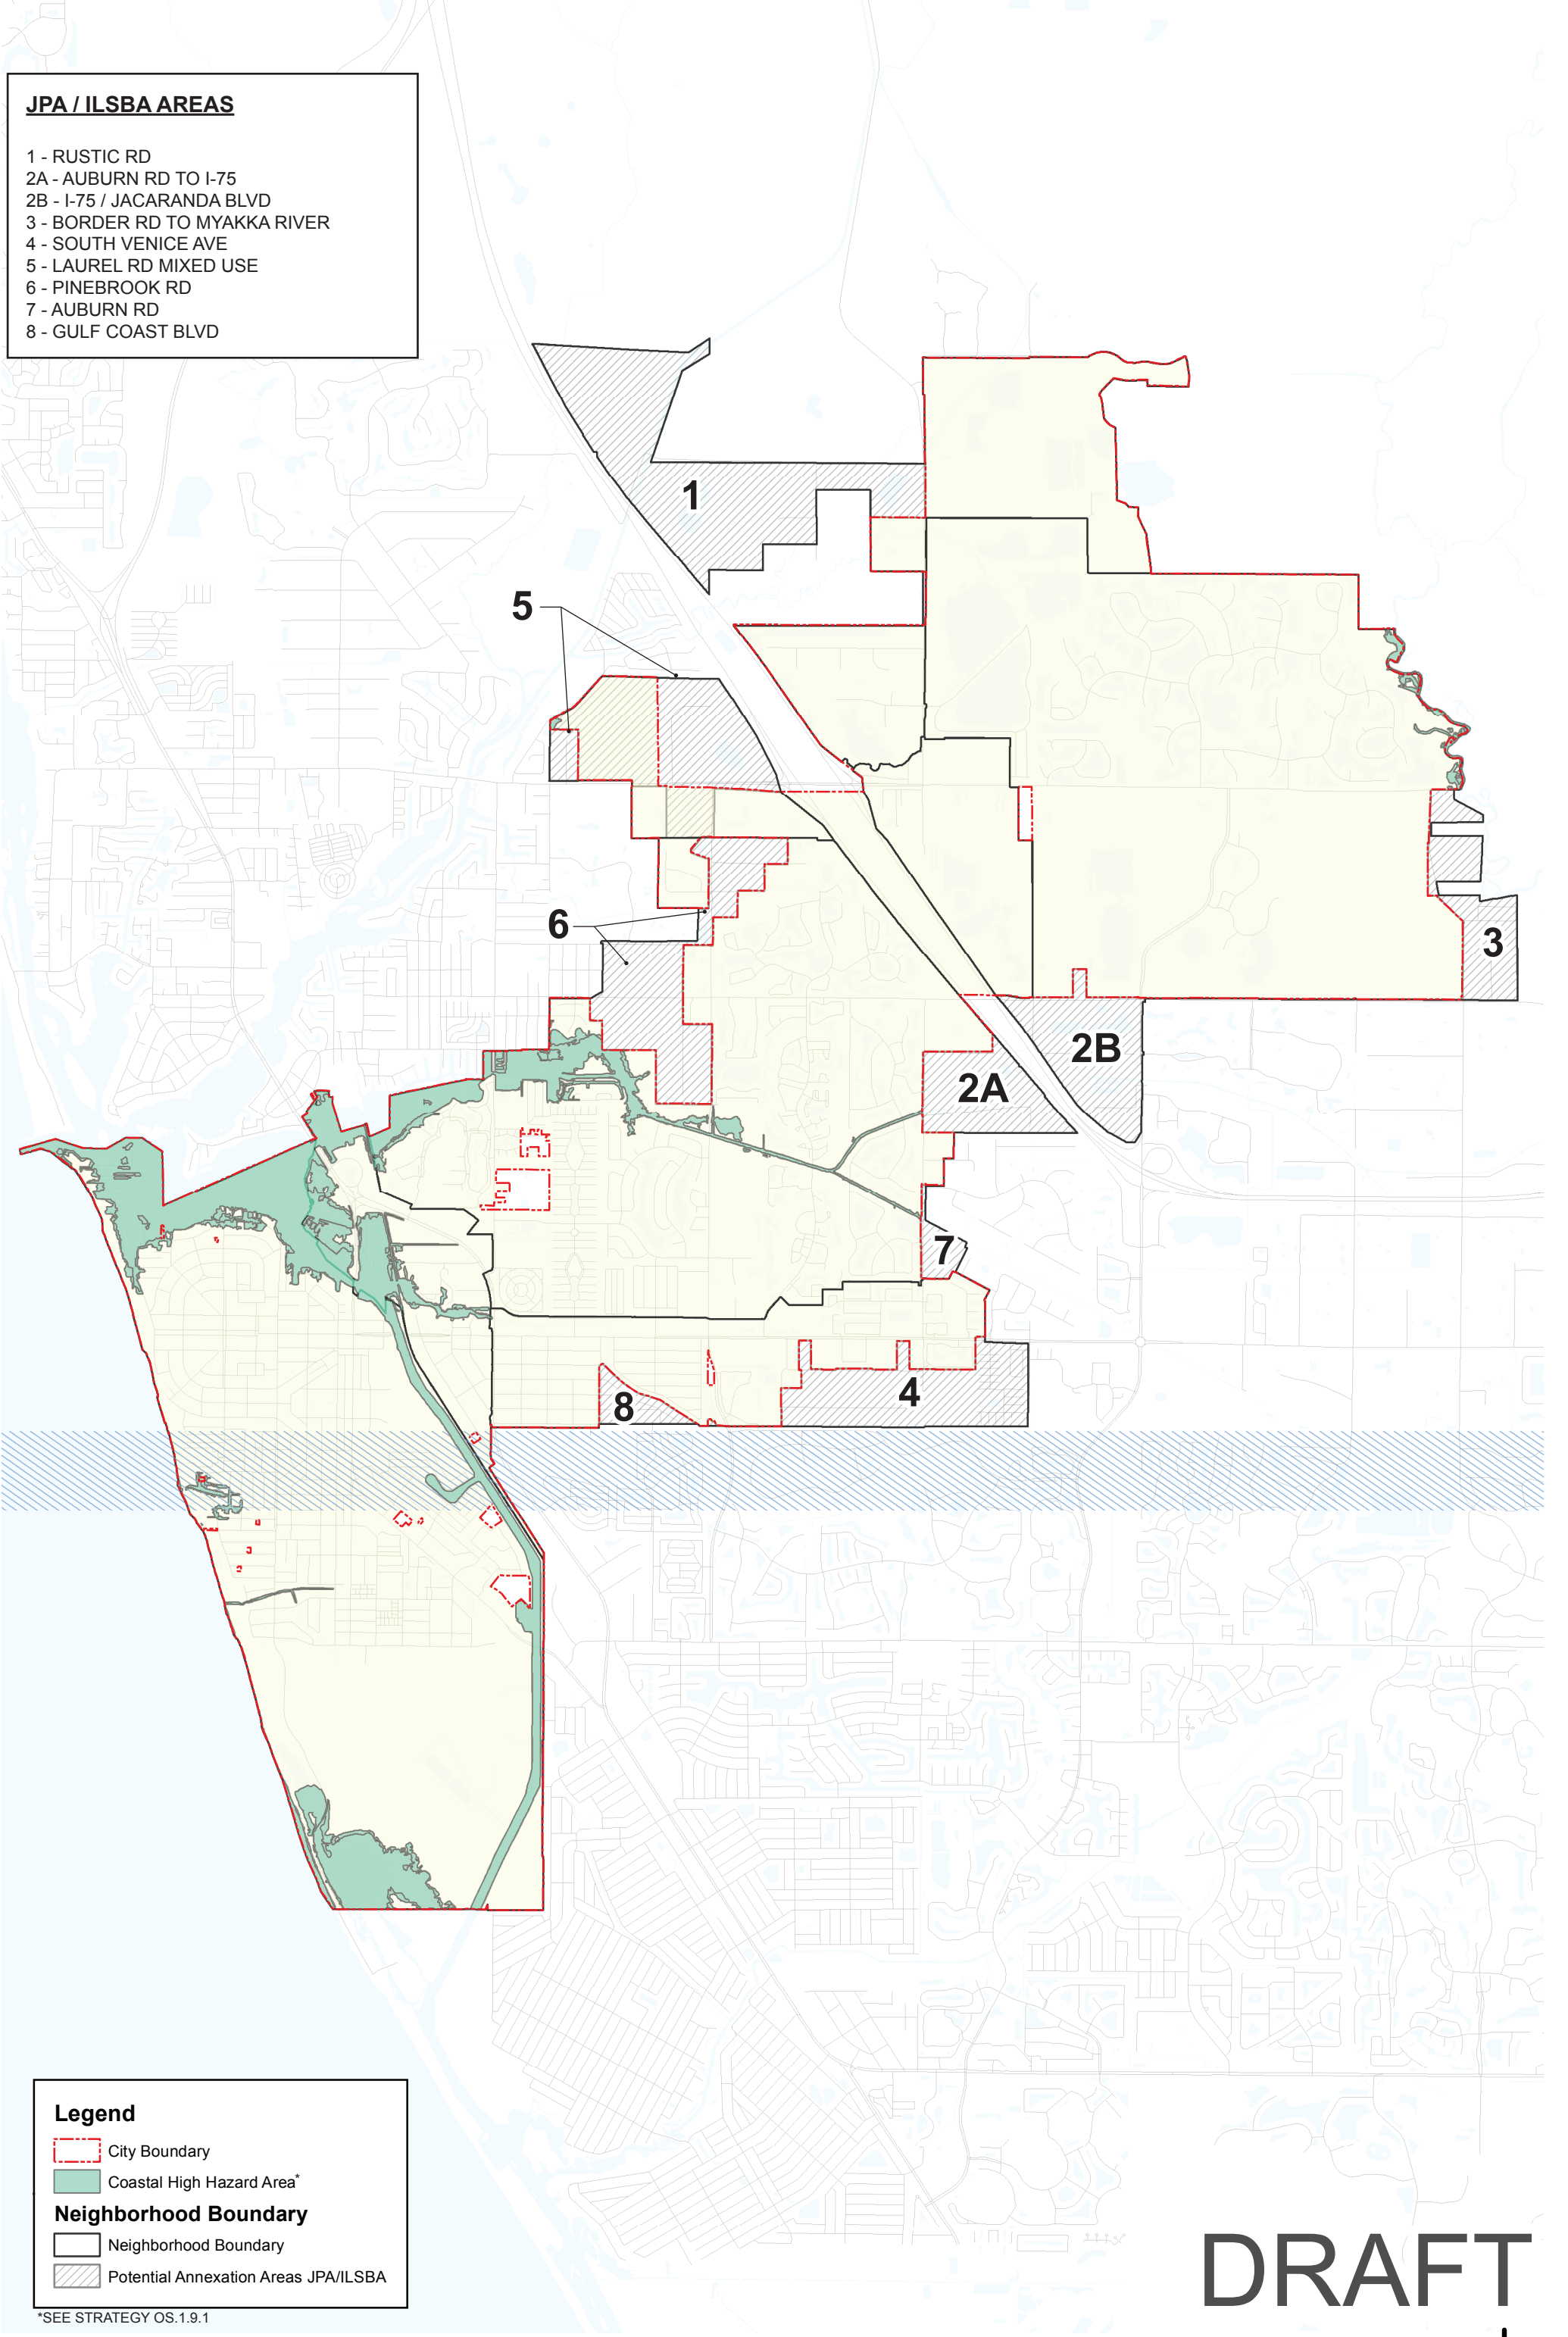 JPA / ILSBA AREAS
1 - RUSTIC RD
2A - AUBURN RD TO I-75
2B - I-75 / JACARANDA BLVD
3 - BORDER RD TO MYAKKA RIVER
4 - SOUTH VENICE AVE
5 - LAUREL RD MIXED USE
6 - PINEBROOK RD
7 - AUBURN RD
8 - GULF COAST BLVD
1
5
6
3
2B
2A
7
4
8
Legend
City Boundary
Coastal High Hazard Area*
Neighborhood Boundary
Neighborhood Boundary
Potential Annexation Areas JPA/ILSBA
*SEE STRATEGY OS.1.9.1
DRAFT